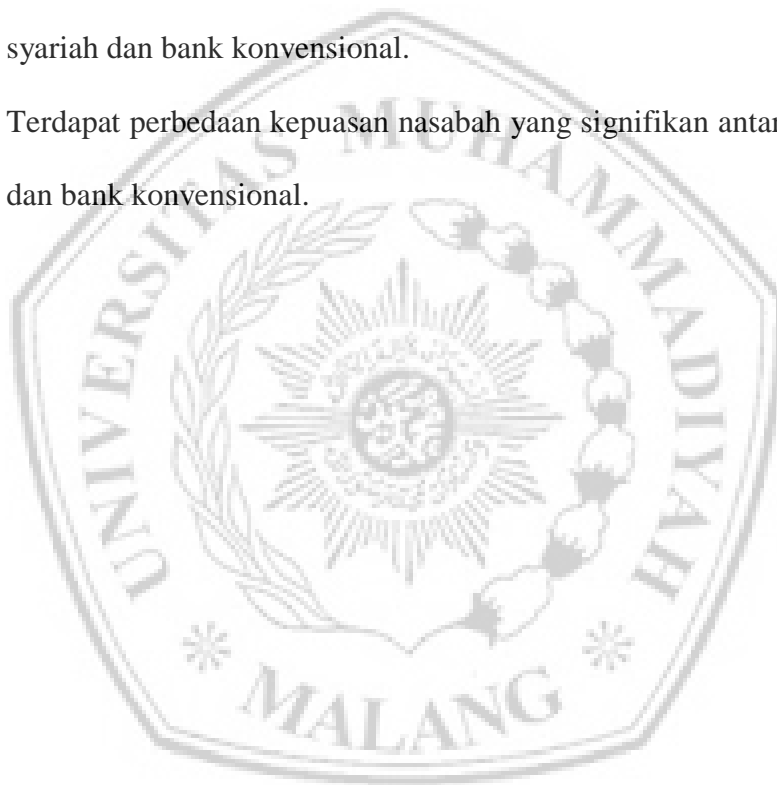 syariah dan bank konvensional.
Terdapat perbedaan kepuasan nasabah yang signifikan antar
dan bank konvensional.
UNIVERSITAS MUHAMMADIYAH
MALANG